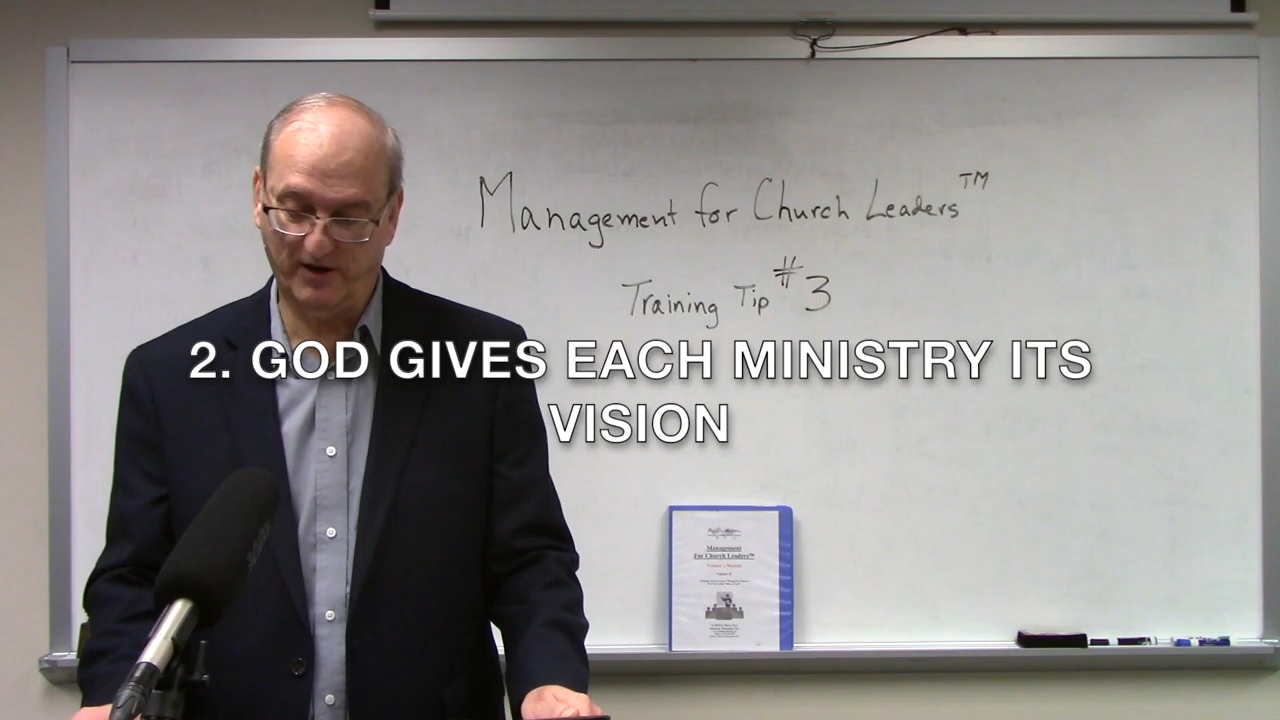 Management for Church Leaders™
Training Tip #3
2. GOD GIVES EACH MINISTRY ITS
VISION
Management
For Church Leaders™